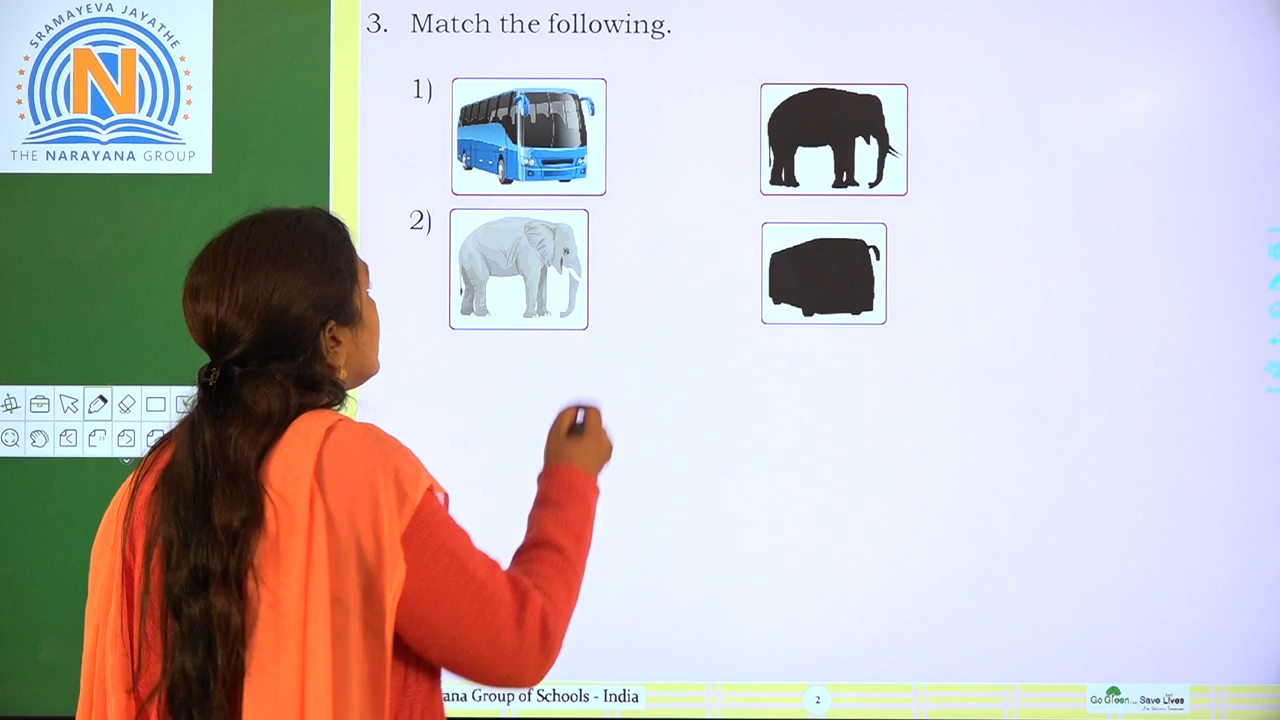 SRAMAYEVA JAYATHE
N
THE NARAYANA GROUP
3. Match the following.
1)
2)
ana Group of Schools - India
2
Go Green... Save Lives